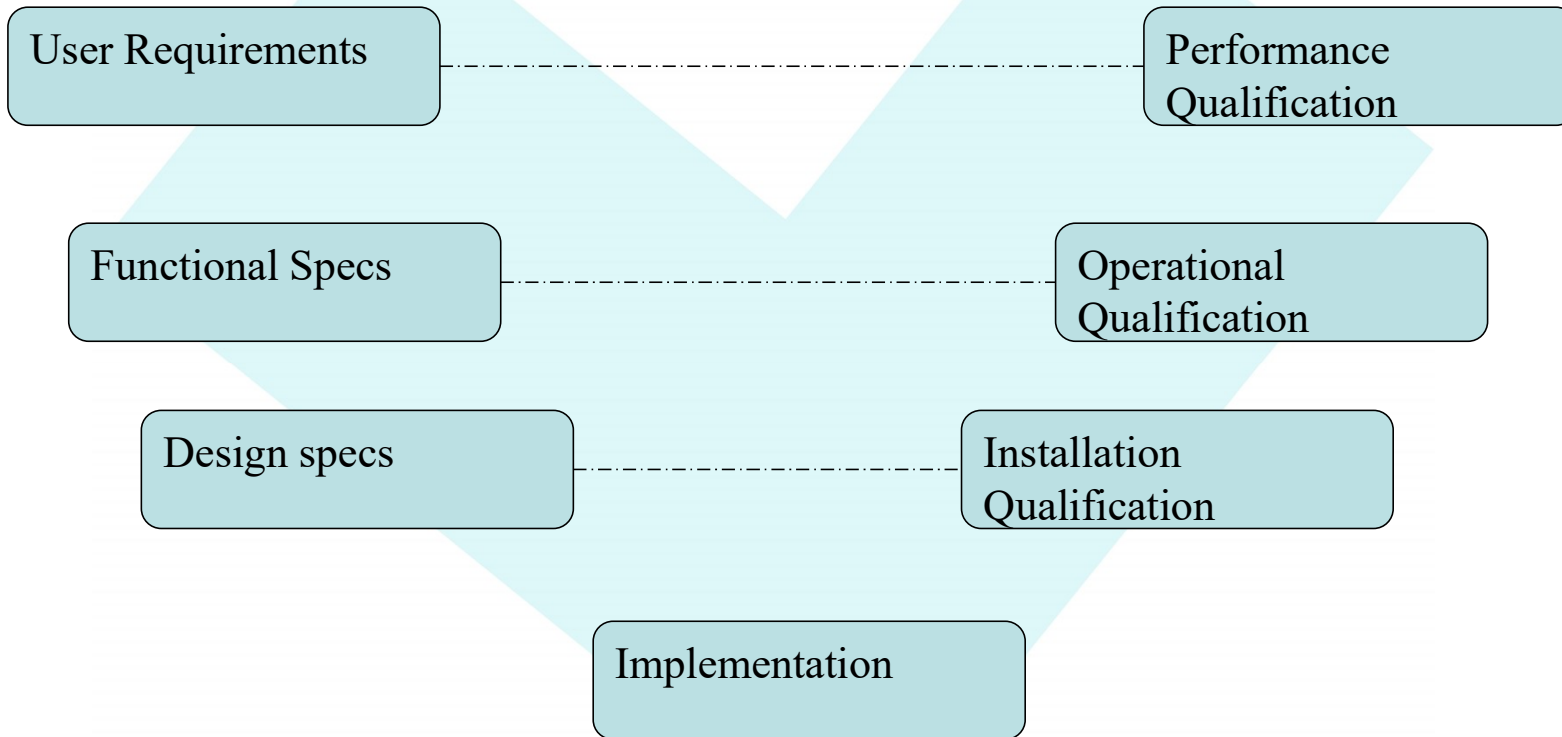 User Requirements
Performance
Qualification
Functional Specs
Operational
Qualification
Design specs
Installation
Qualification
Implementation